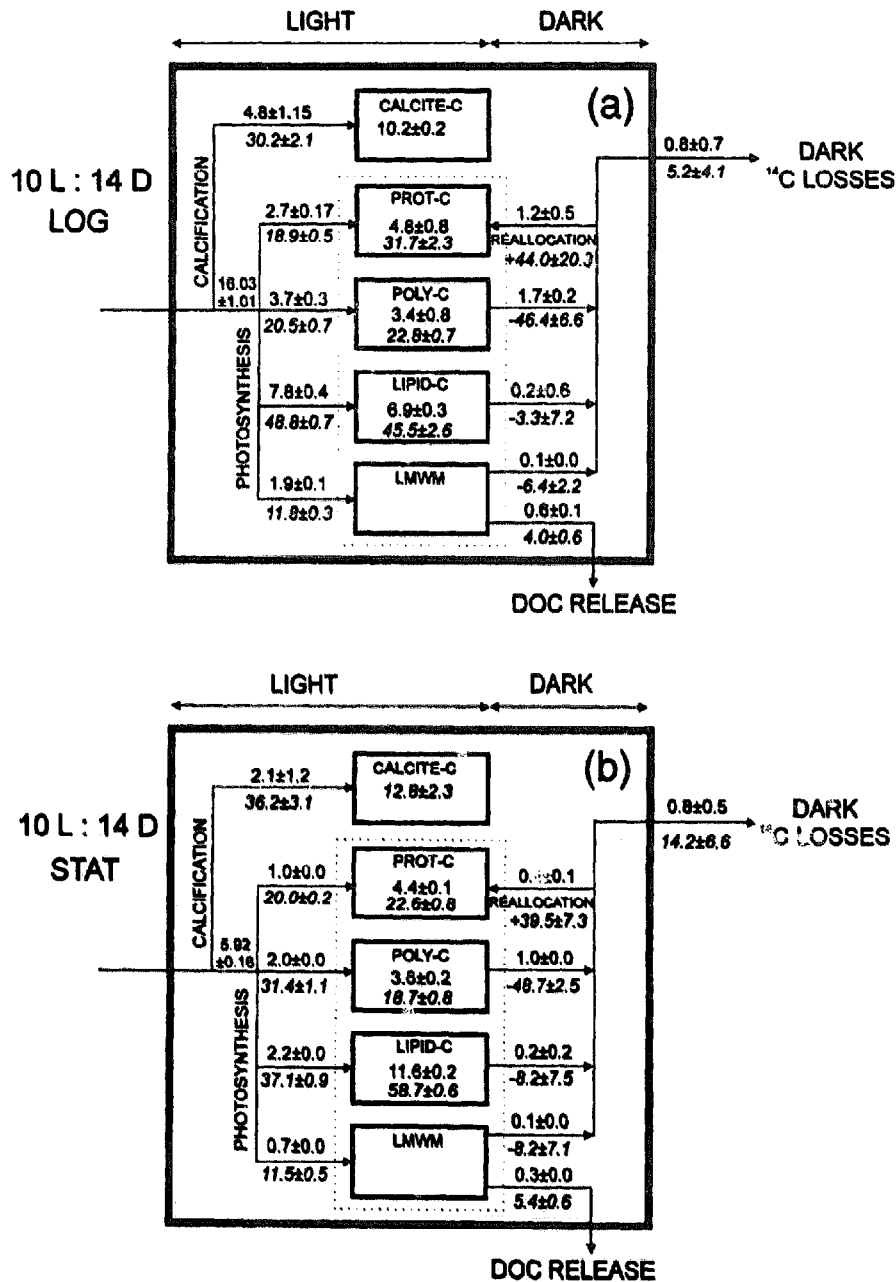 LIGHT DARK
(a)
10 L : 14 D
LOG
CALCIFICATION
4.8±1.15
30.2±2.1
CALCITE-C
10.2±0.2
0.8±0.7
5.2±4.1
DARK
¹⁴C LOSSES
16.03
±1.01
PHOTOSYNTHESIS
2.7±0.17
18.9±0.5
PROT-C
4.8±0.8
31.7±2.3
1.2±0.5
REALLOCATION
+44.0±20.3
3.7±0.3
20.5±0.7
POLY-C
3.4±0.8
22.8±0.7
1.7±0.2
-46.4±6.6
7.8±0.4
48.8±0.7
LIPID-C
6.9±0.3
45.5±2.6
0.2±0.6
-3.3±7.2
1.9±0.1
11.8±0.3
LMWM
0.1±0.0
-6.4±2.2
0.6±0.1
4.0±0.6
DOC RELEASE
LIGHT DARK
(b)
10 L : 14 D
STAT
CALCIFICATION
2.1±1.2
36.2±3.1
CALCITE-C
12.8±2.3
0.8±0.5
14.2±6.6
DARK
C LOSSES
5.92
±0.16
PHOTOSYNTHESIS
1.0±0.0
20.0±0.2
PROT-C
4.4±0.1
22.6±0.8
REALLOCATION
+39.5±7.3
2.0±0.0
31.4±1.1
POLY-C
3.6±0.2
18.7±0.8
1.0±0.0
-48.7±2.5
2.2±0.0
37.1±0.9
LIPID-C
11.6±0.2
58.7±0.6
0.2±0.2
-8.2±7.5
0.7±0.0
11.5±0.5
LMWM
0.1±0.0
-8.2±7.1
0.3±0.0
5.4±0.6
DOC RELEASE